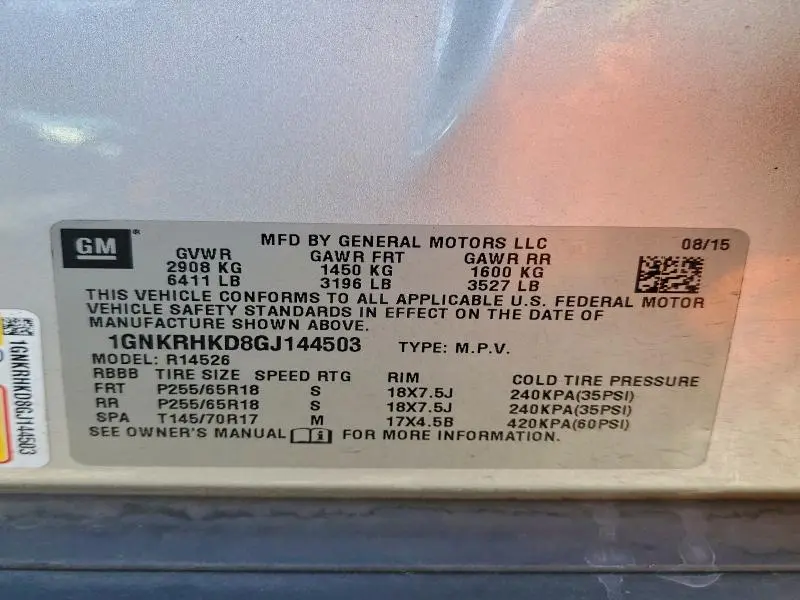 GM
MFD BY GENERAL MOTORS LLC
08/15
GVWR GAWR FRT GAWR RR
2908 KG 1450 KG 1600 KG
6411 LB 3196 LB 3527 LB
THIS VEHICLE CONFORMS TO ALL APPLICABLE U.S. FEDERAL MOTOR
VEHICLE SAFETY STANDARDS IN EFFECT ON THE DATE OF
MANUFACTURE SHOWN ABOVE.
1GNKRHKD8GJ144503 TYPE: M.P.V.
MODEL: R14526
RBBB TIRE SIZE SPEED RTG RIM COLD TIRE PRESSURE
FRT P255/65R18 S 18X7.5J 240KPA(35PSI)
RR P255/65R18 S 18X7.5J 240KPA(35PSI)
SPA T145/70R17 M 17X4.5B 420KPA(60PSI)
SEE OWNER'S MANUAL FOR MORE INFORMATION.
1GNKRHKD8GJ144503